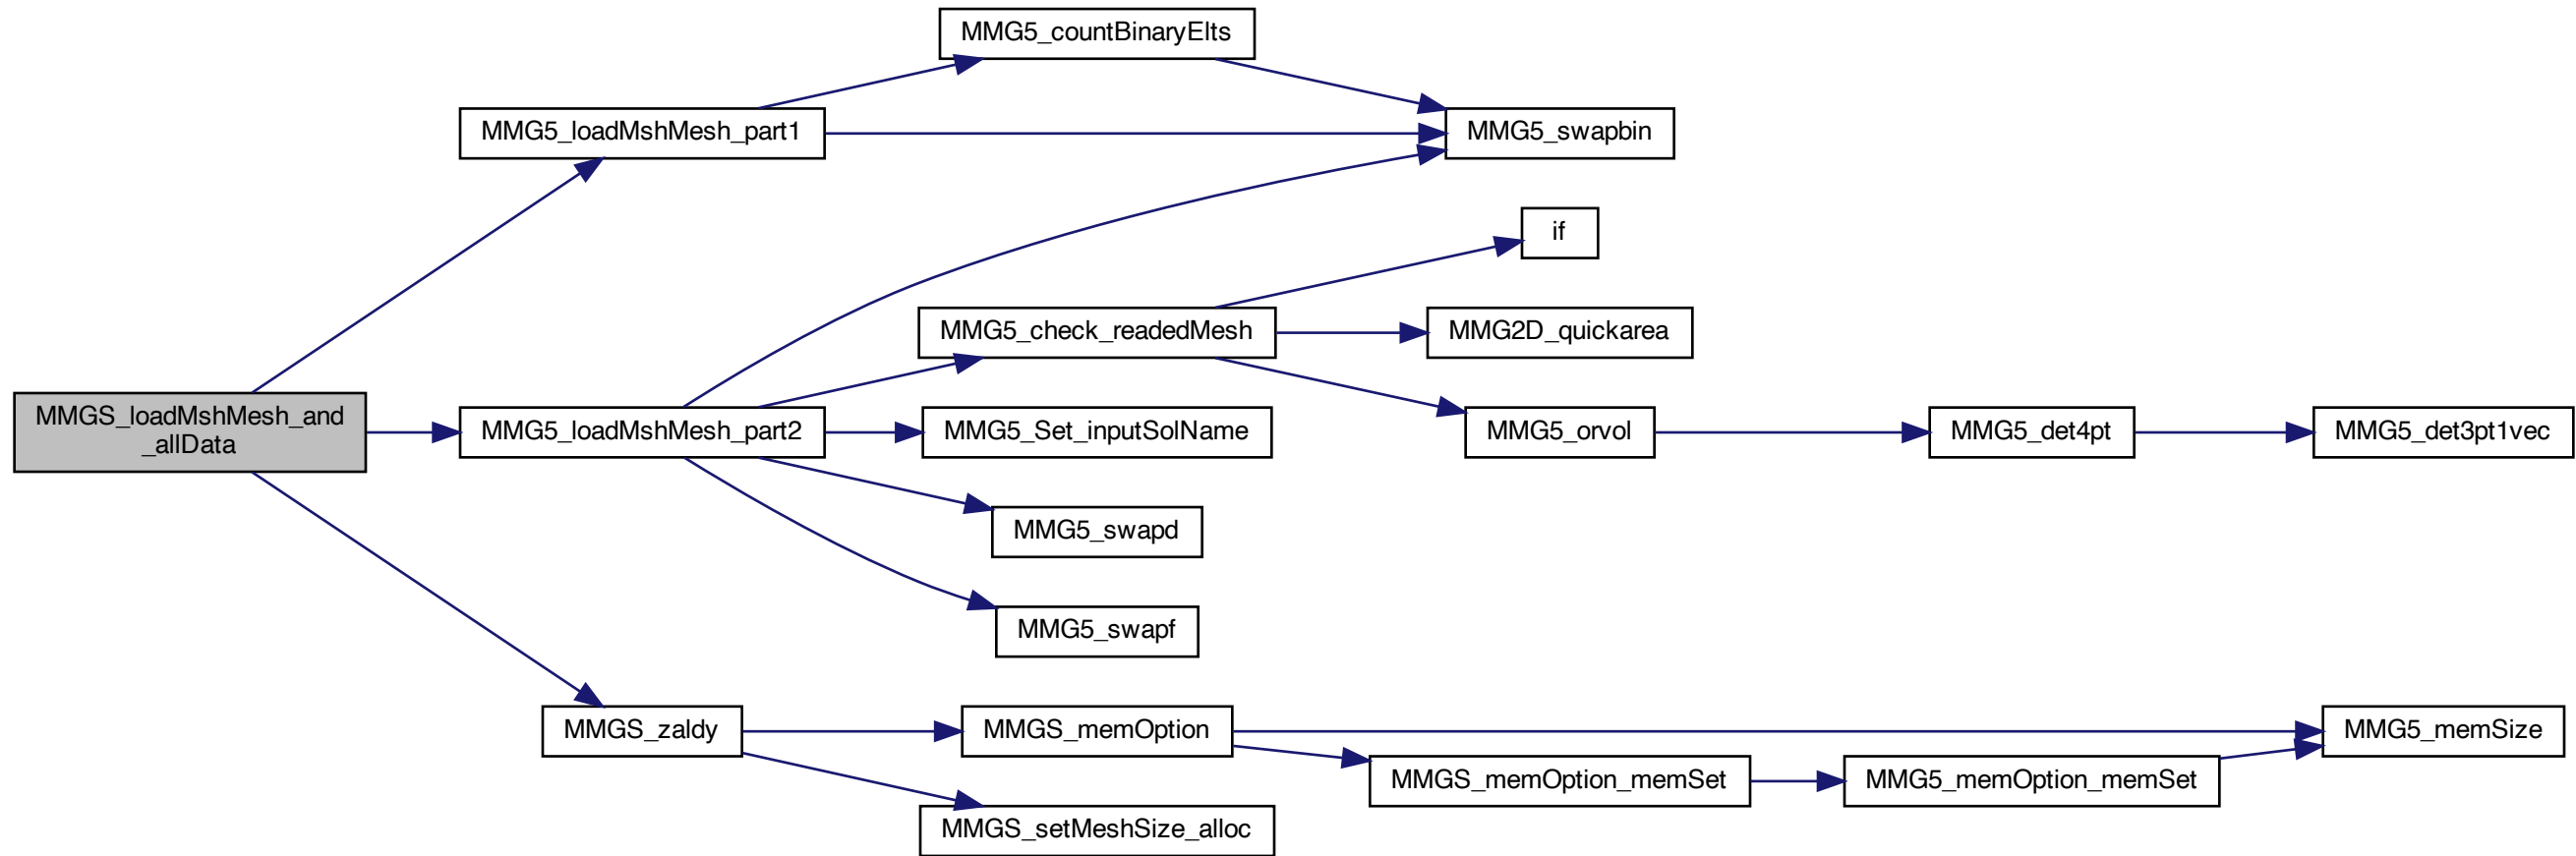 MMG5_countBinaryElts
MMG5_loadMshMesh_part1
MMG5_swapbin
if
MMG5_check_readedMesh
MMG2D_quickarea
MMGS_loadMshMesh_and
_allData
MMG5_loadMshMesh_part2
MMG5_Set_inputSolName
MMG5_orvol
MMG5_det4pt
MMG5_det3pt1vec
MMG5_swapd
MMG5_swapf
MMGS_zaldy
MMGS_memOption
MMG5_memSize
MMGS_memOption_memSet
MMG5_memOption_memSet
MMGS_setMeshSize_alloc